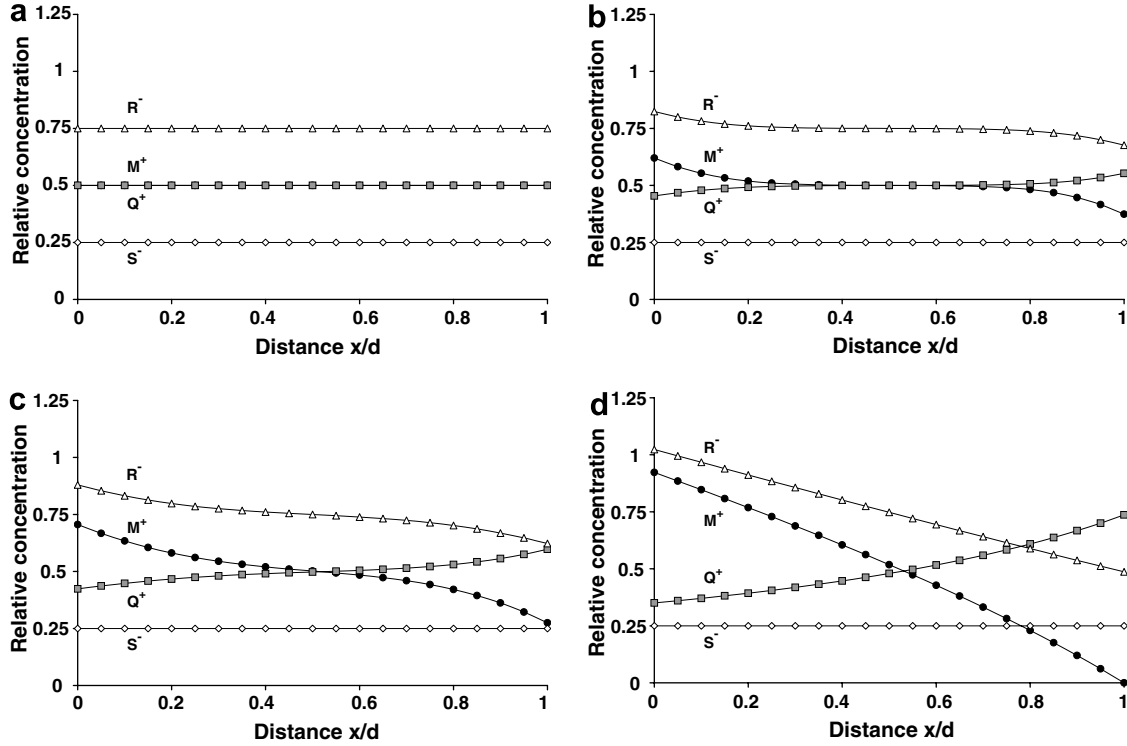 a
Relative concentration
1.25
1
0.75
0.5
0.25
0
R⁻
M⁺
Q⁺
S⁻
0 0.2 0.4 0.6 0.8 1
Distance x/d
b
Relative concentration
1.25
1
0.75
0.5
0.25
0
R⁻
M⁺
Q⁺
S⁻
0 0.2 0.4 0.6 0.8 1
Distance x/d
c
Relative concentration
1.25
1
0.75
0.5
0.25
0
R⁻
M⁺
Q⁺
S⁻
0 0.2 0.4 0.6 0.8 1
Distance x/d
d
Relative concentration
1.25
1
0.75
0.5
0.25
0
R⁻
M⁺
Q⁺
S⁻
0 0.2 0.4 0.6 0.8 1
Distance x/d